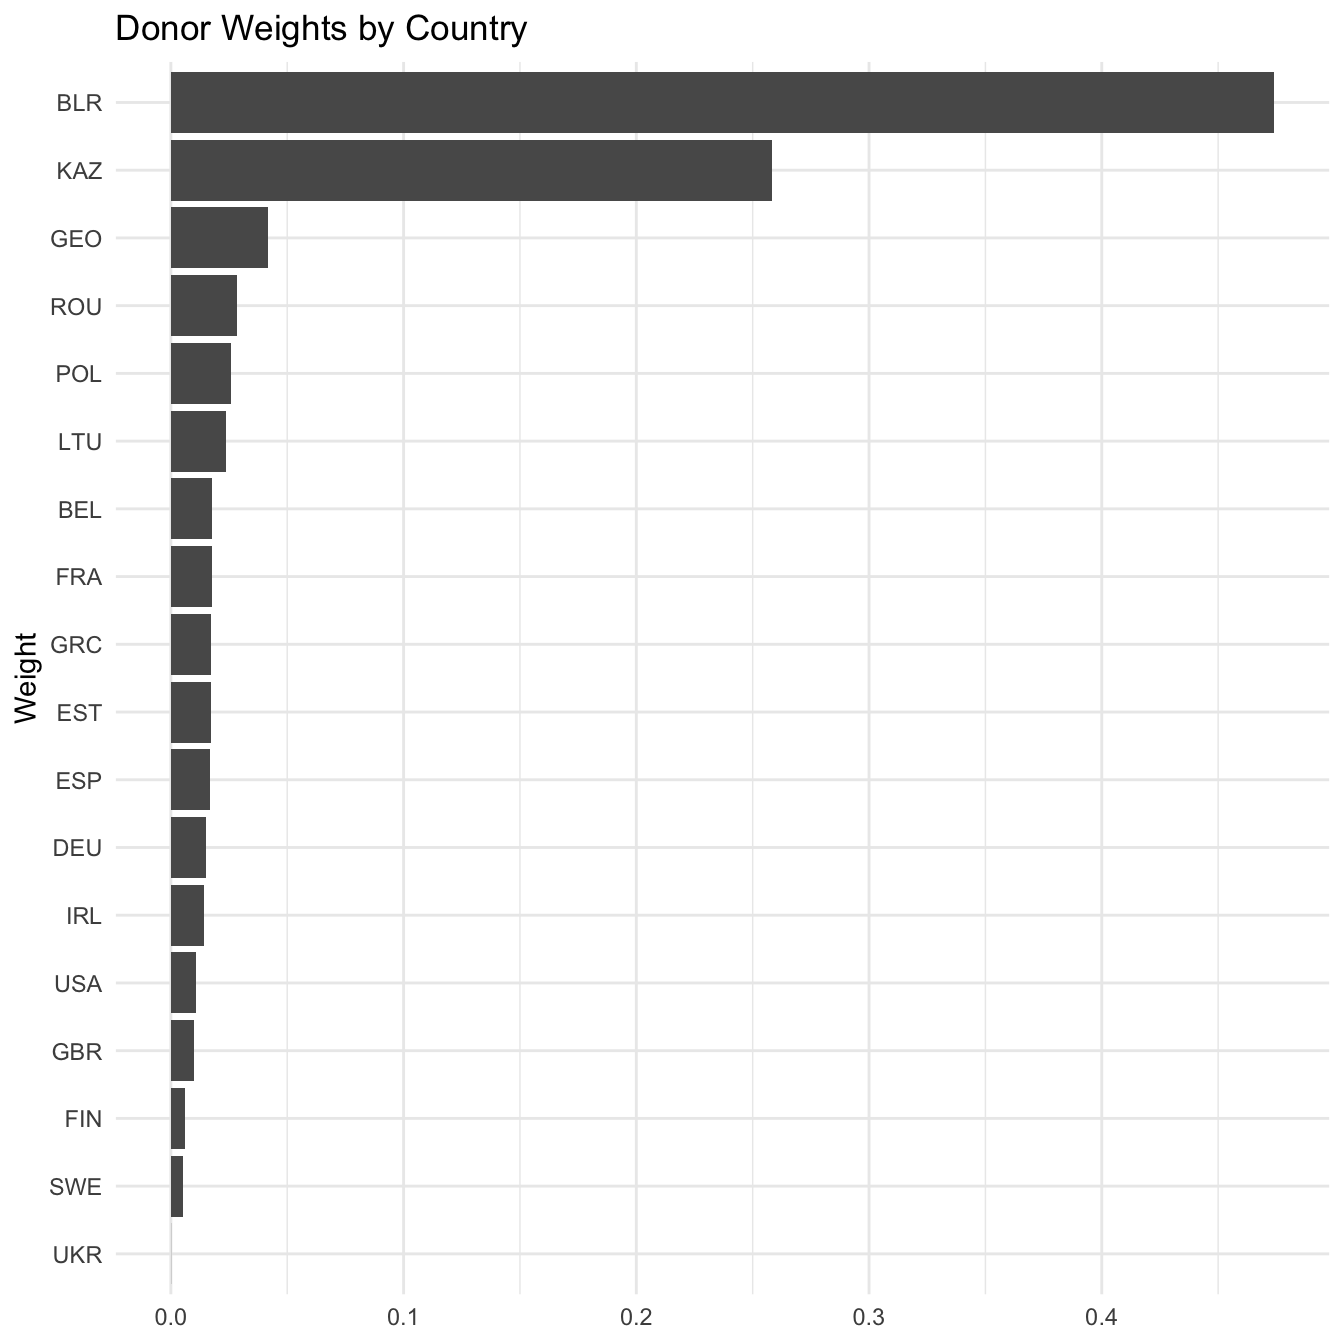 Donor Weights by Country
BLR
KAZ
GEO
ROU
POL
LTU
BEL
FRA
GRC
EST
ESP
DEU
IRL
USA
GBR
FIN
SWE
UKR
Weight
0.0 0.1 0.2 0.3 0.4